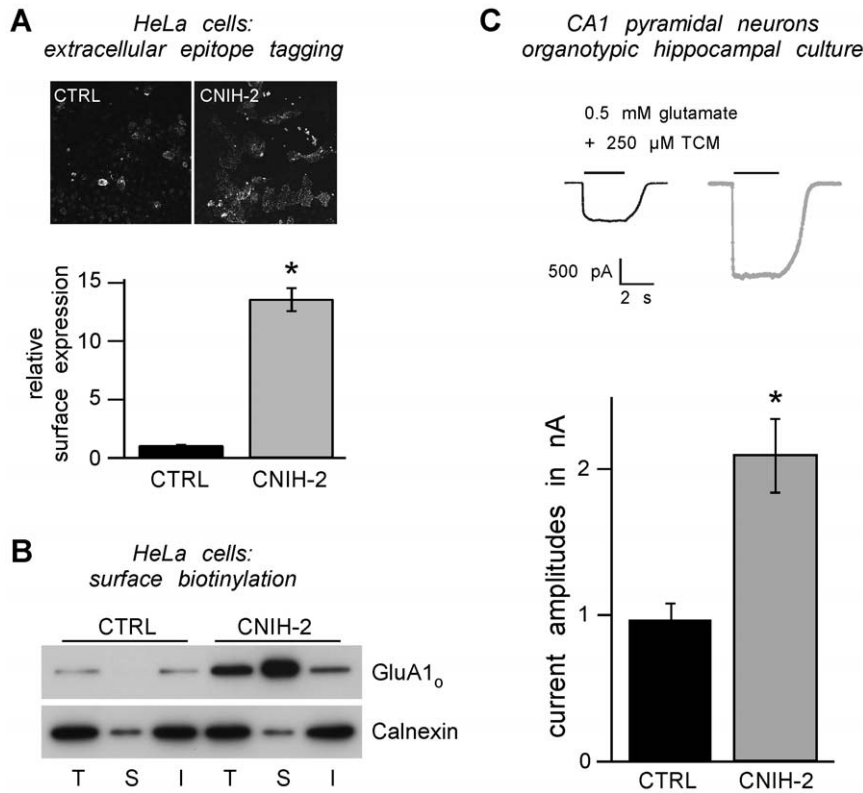 A
HeLa cells:
extracellular epitope tagging
CTRL
CNIH-2
relative
surface expression
15
10
5
0
*
CTRL
CNIH-2
B
HeLa cells:
surface biotinylation
CTRL
CNIH-2
GluA1o
Calnexin
T S I T S I
C
CA1 pyramidal neurons
organotypic hippocampal culture
0.5 mM glutamate
+ 250 µM TCM
500 pA
2 s
current amplitudes in nA
2
1
0
*
CTRL
CNIH-2